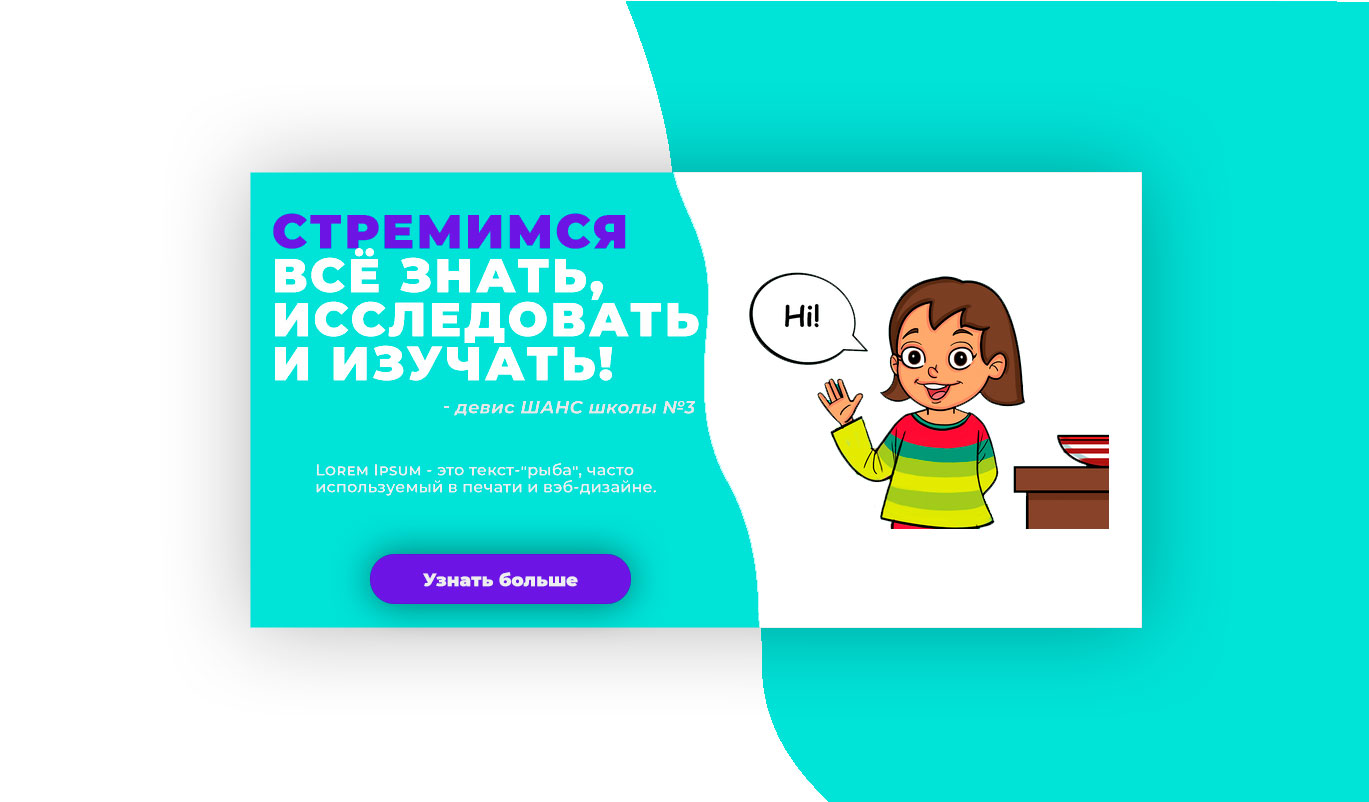 СТРЕМИМСЯ
ВСЁ ЗНАТЬ,
ИССЛЕДОВАТЬ
И ИЗУЧАТЬ!
- девис ШАНС школы №3
Lorem Ipsum - это текст-"рыба", часто
используемый в печати и вэб-дизайне.
Узнать больше
Hi!